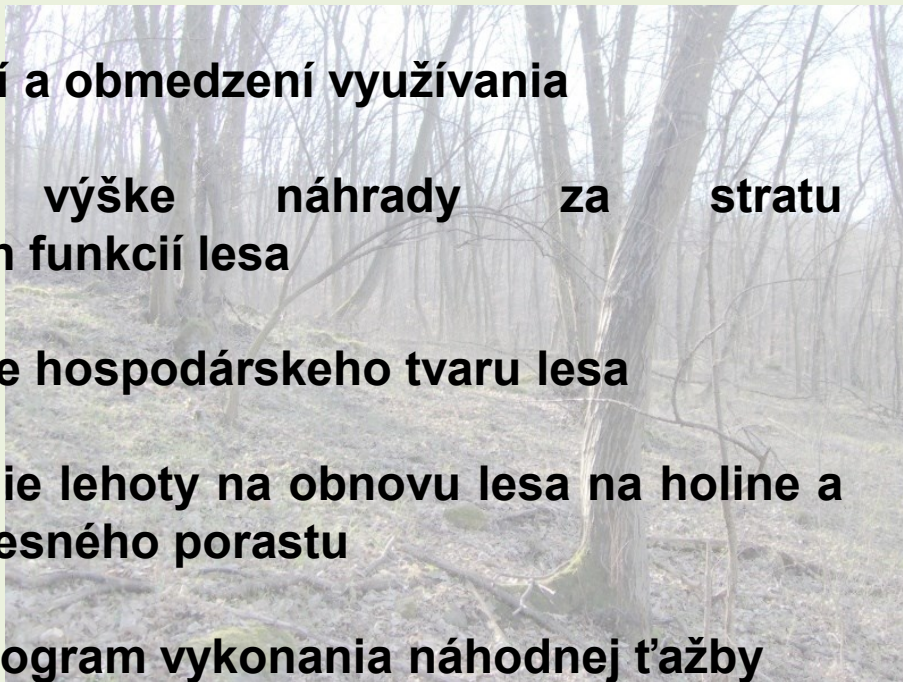 í a obmedzení využívania
výške náhrady za stratu
funkcií lesa
e hospodárskeho tvaru lesa
ie lehoty na obnovu lesa na holine a
esného porastu
ogram vykonania náhodnej ťažby